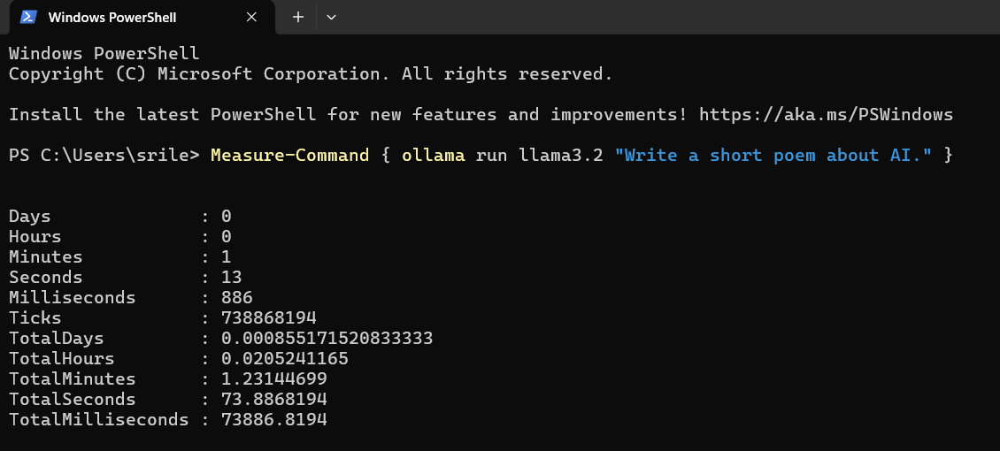 Windows PowerShell
Windows PowerShell
Copyright (C) Microsoft Corporation. All rights reserved.
Install the latest PowerShell for new features and improvements! https://aka.ms/PSWindows
PS C:\Users\srile> Measure-Command { ollama run llama3.2 "Write a short poem about AI." }
Days              : 0
Hours             : 0
Minutes           : 1
Seconds           : 13
Milliseconds      : 886
Ticks             : 738868194
TotalDays         : 0.000855171520833333
TotalHours        : 0.0205241165
TotalMinutes      : 1.23144699
TotalSeconds      : 73.8868194
TotalMilliseconds : 73886.8194